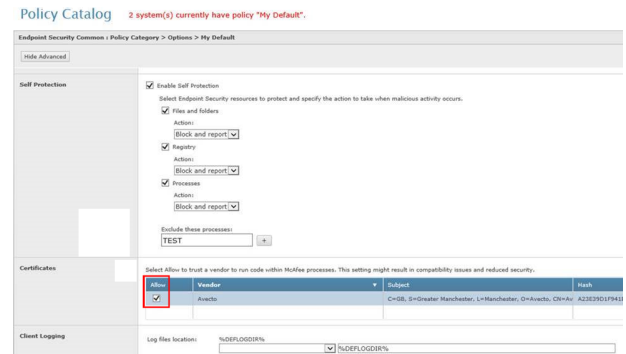 Policy Catalog 2 system(s) currently have policy "My Default".
Endpoint Security Common : Policy Category > Options > My Default
Hide Advanced
Self Protection
Enable Self Protection
Select Endpoint Security resources to protect and specify the action to take when malicious activity occurs.
Files and folders
Action:
Block and report
Registry
Action:
Block and report
Processes
Action:
Block and report
Exclude these processes:
TEST +
Certificates
Select Allow to trust a vendor to run code within McAfee processes. This setting might result in compatibility issues and reduced security.
Allow Vendor Subject Hash
Avecto C=GB, S=Greater Manchester, L=Manchester, O=Avecto, CN=Av A23E39D1F941
Client Logging
Log files location: %DEFLOGDIR%
%DEFLOGDIR%